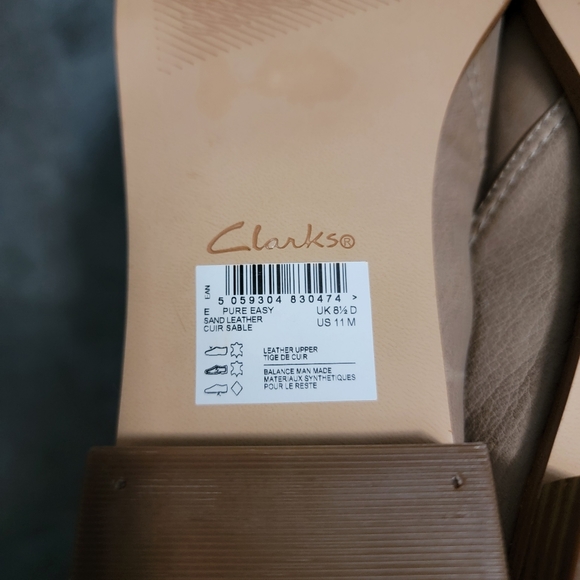 Clarks®
EAN
5 059304 830474 >
E PURE EASY UK 8½ D
SAND LEATHER US 11 M
CUIR SABLE
LEATHER UPPER
TIGE DE CUIR
BALANCE MAN MADE
MATERIAUX SYNTHETIQUES
POUR LE RESTE